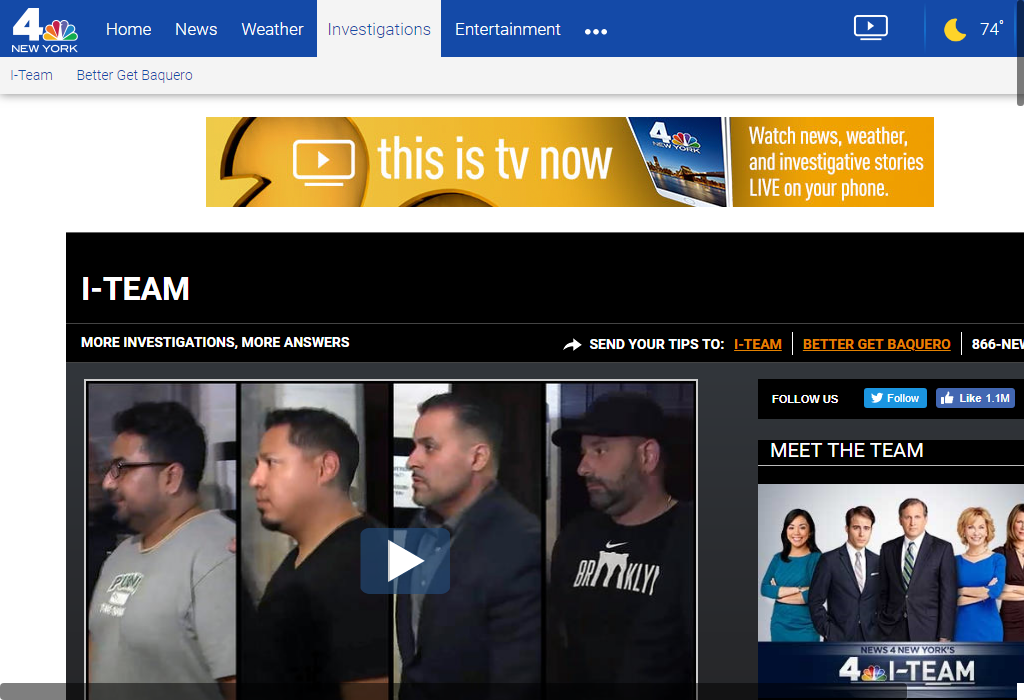 4
NEW YORK
Home News Weather Investigations Entertainment
74°
I-Team Better Get Baquero
this is tv now
4
NEW YORK
Watch news, weather,
and investigative stories
LIVE on your phone.
I-TEAM
MORE INVESTIGATIONS, MORE ANSWERS
SEND YOUR TIPS TO: I-TEAM BETTER GET BAQUERO 866-NEW
FOLLOW US Follow Like 1.1M
MEET THE TEAM
BROOKLYN
NEWS 4 NEW YORK'S
4 I-TEAM